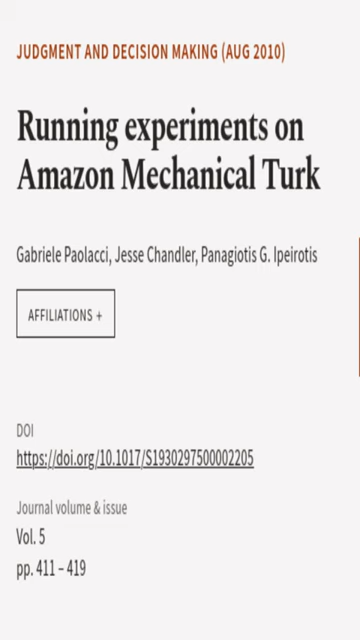 JUDGMENT AND DECISION MAKING (AUG 2010)
Running experiments on
Amazon Mechanical Turk
Gabriele Paolacci, Jesse Chandler, Panagiotis G. Ipeirotis
AFFILIATIONS +
DOI
https://doi.org/10.1017/S1930297500002205
Journal volume & issue
Vol. 5
pp. 411 – 419